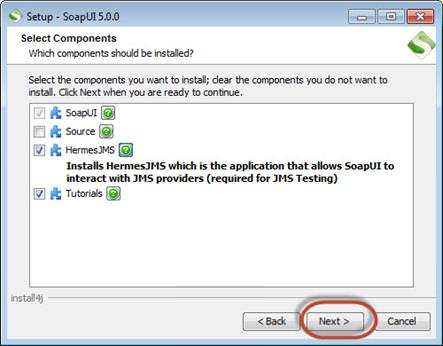 Setup - SoapUI 5.0.0
Select Components
Which components should be installed?
Select the components you want to install; clear the components you do not want to
install. Click Next when you are ready to continue.
SoapUI
Source
HermesJMS
Installs HermesJMS which is the application that allows SoapUI to
interact with JMS providers (required for JMS Testing)
Tutorials
install4j
< Back Next > Cancel